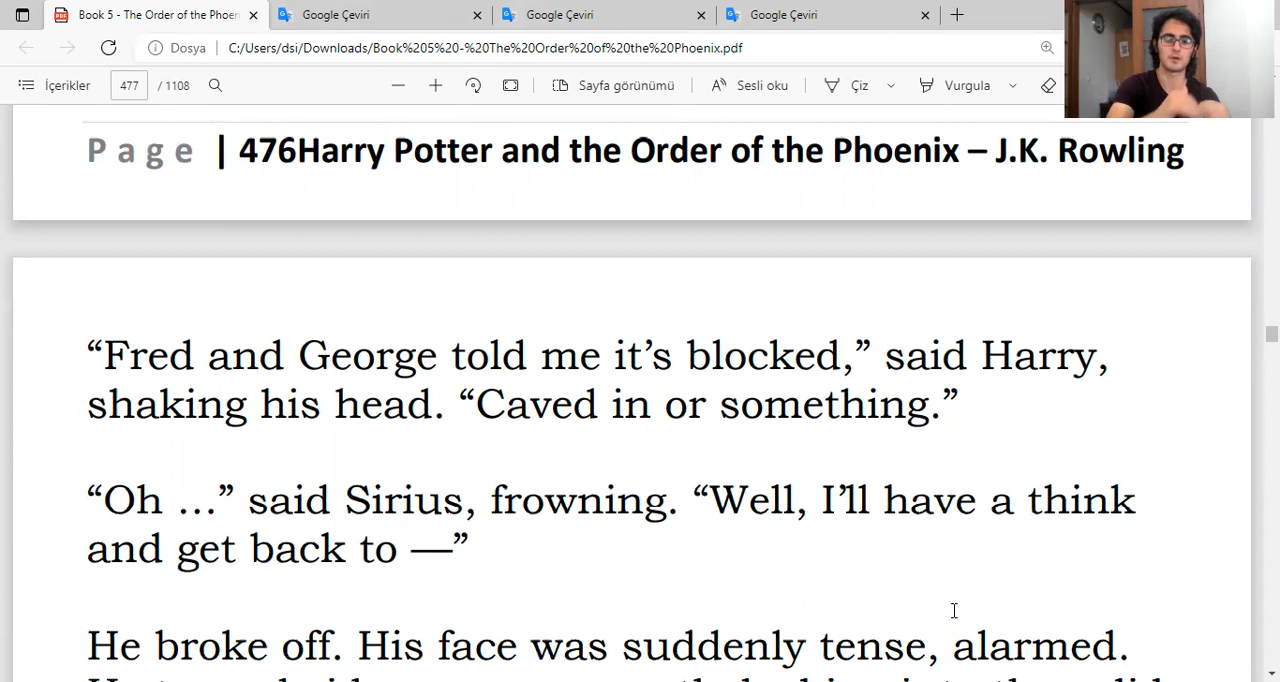 Book 5 - The Order of the Phoen
Google Çeviri
Google Çeviri
Google Çeviri
Dosya C:/Users/dsi/Downloads/Book%205%20-%20The%20Order%20of%20the%20Phoenix.pdf
İçerikler 477 / 1108 Sayfa görünümü Sesli oku Çiz Vurgula
Page | 476Harry Potter and the Order of the Phoenix – J.K. Rowling
“Fred and George told me it’s blocked,” said Harry,
shaking his head. “Caved in or something.”
“Oh …” said Sirius, frowning. “Well, I’ll have a think
and get back to —”
He broke off. His face was suddenly tense, alarmed.